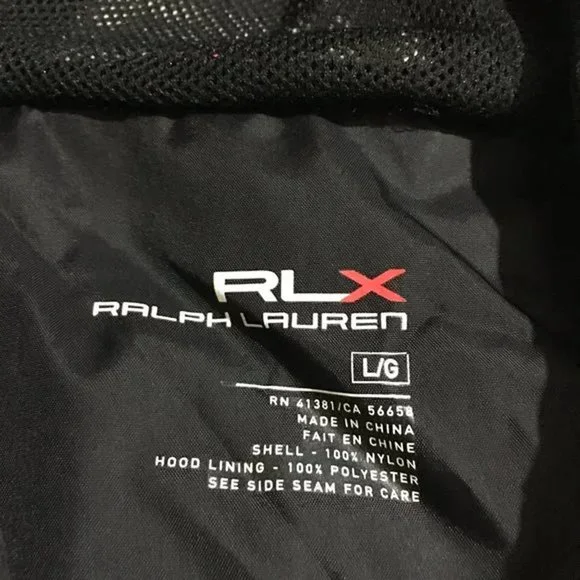 RLX
RALPH LAUREN
L/G
RN 41381/CA 56658
MADE IN CHINA
FAIT EN CHINE
SHELL - 100% NYLON
HOOD LINING - 100% POLYESTER
SEE SIDE SEAM FOR CARE